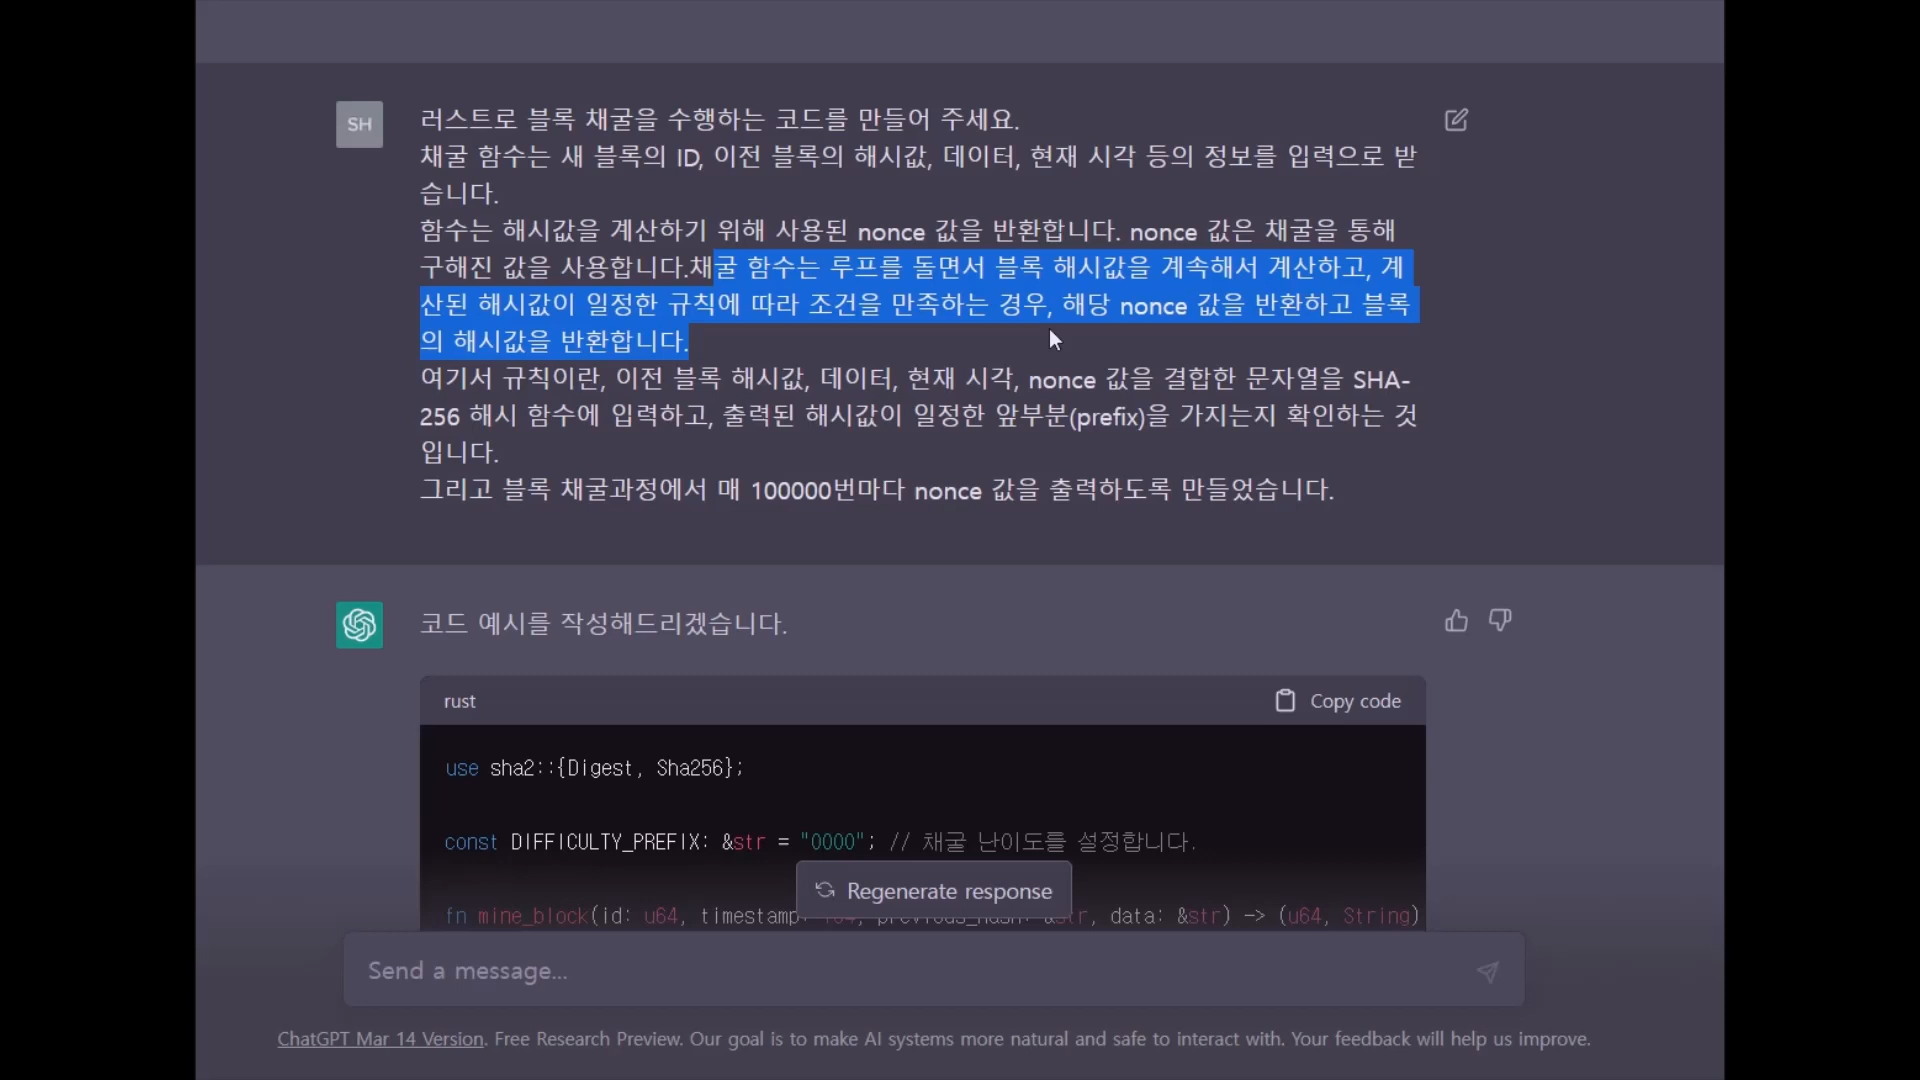 SH
러스트로 블록 채굴을 수행하는 코드를 만들어 주세요.
채굴 함수는 새 블록의 ID, 이전 블록의 해시값, 데이터, 현재 시각 등의 정보를 입력으로 받
습니다.
함수는 해시값을 계산하기 위해 사용된 nonce 값을 반환합니다. nonce 값은 채굴을 통해
구해진 값을 사용합니다.채굴 함수는 루프를 돌면서 블록 해시값을 계속해서 계산하고, 계
산된 해시값이 일정한 규칙에 따라 조건을 만족하는 경우, 해당 nonce 값을 반환하고 블록
의 해시값을 반환합니다.
여기서 규칙이란, 이전 블록 해시값, 데이터, 현재 시각, nonce 값을 결합한 문자열을 SHA-
256 해시 함수에 입력하고, 출력된 해시값이 일정한 앞부분(prefix)을 가지는지 확인하는 것
입니다.
그리고 블록 채굴과정에서 매 100000번마다 nonce 값을 출력하도록 만들었습니다.
코드 예시를 작성해드리겠습니다.
rust
Copy code
use sha2::{Digest, Sha256};
const DIFFICULTY_PREFIX: &str = "0000"; // 채굴 난이도를 설정합니다.
Regenerate response
fn mine_block(id: u64, timestamp: data: &str) -> (u64, String)
Send a message...
ChatGPT Mar 14 Version. Free Research Preview. Our goal is to make AI systems more natural and safe to interact with. Your feedback will help us improve.